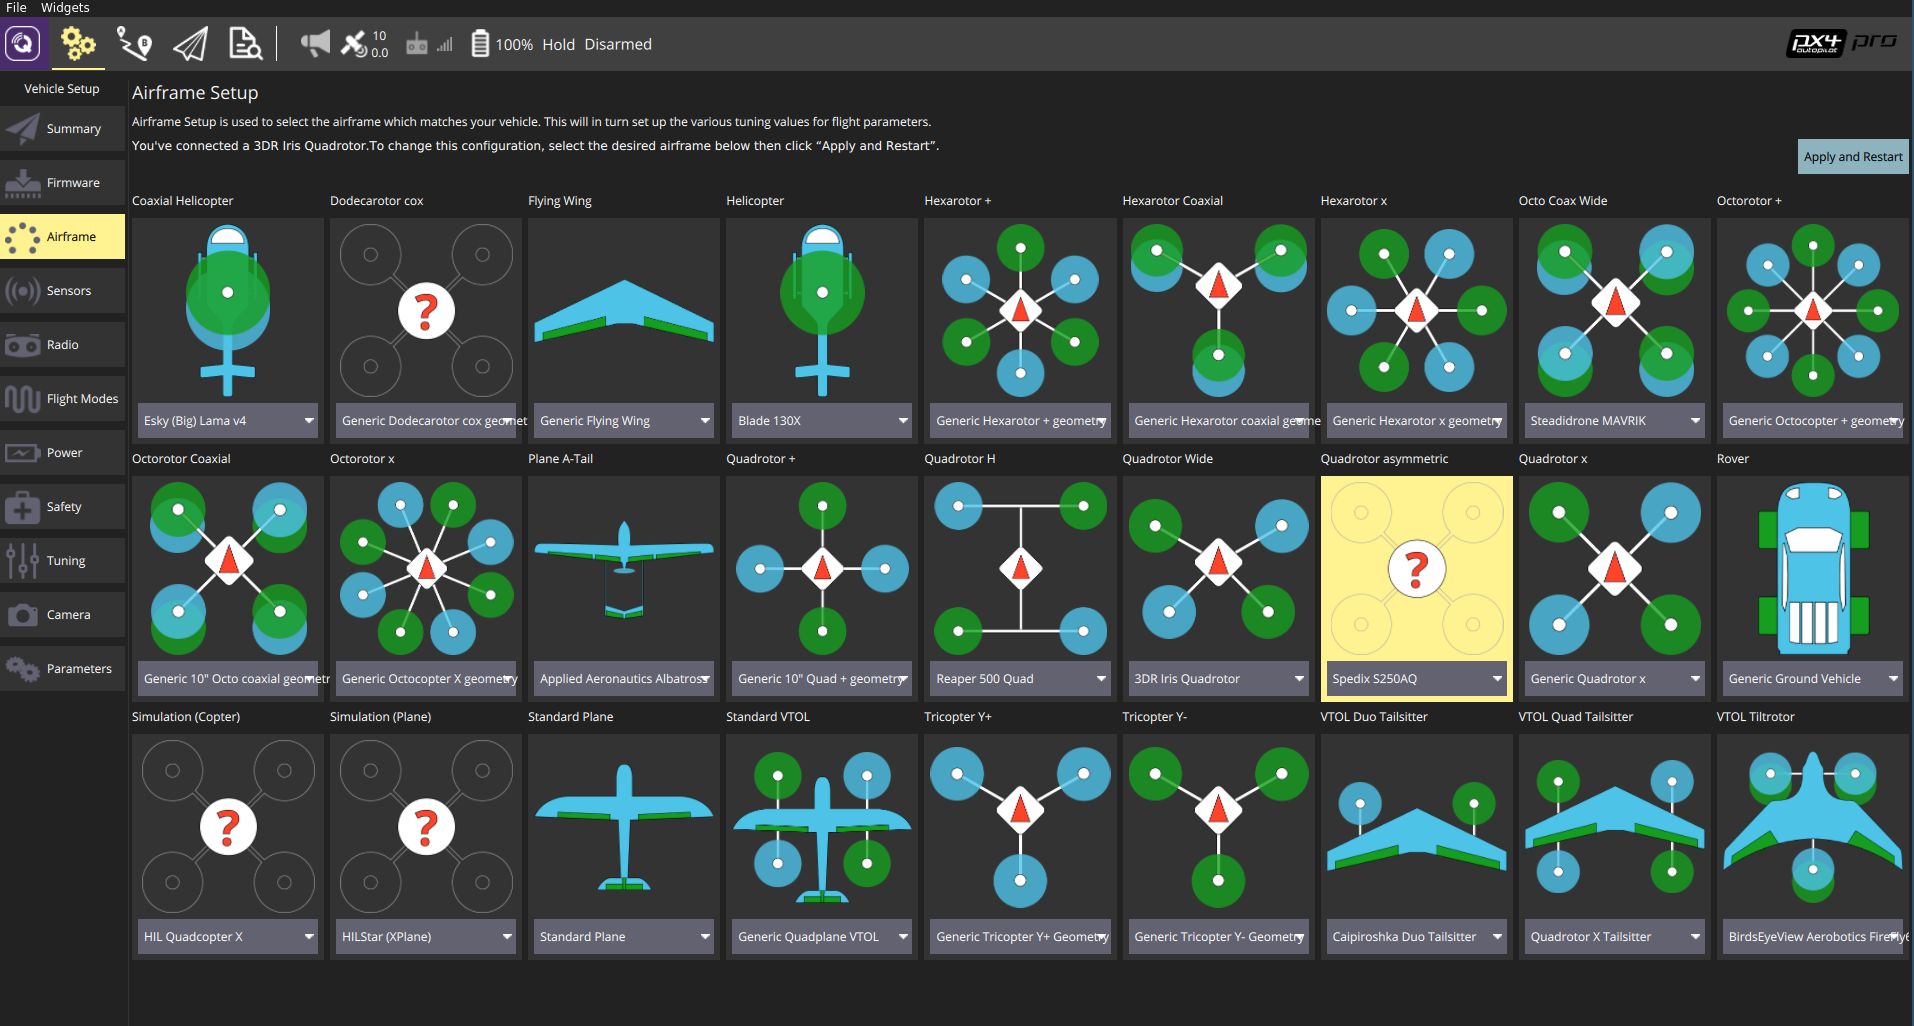 File Widgets
10
0.0
100% Hold Disarmed
px4 pro
autopilot
Vehicle Setup
Summary
Firmware
Airframe
Sensors
Radio
Flight Modes
Power
Safety
Tuning
Camera
Parameters
Airframe Setup
Airframe Setup is used to select the airframe which matches your vehicle. This will in turn set up the various tuning values for flight parameters.
You've connected a 3DR Iris Quadrotor.To change this configuration, select the desired airframe below then click “Apply and Restart”.
Apply and Restart
Coaxial Helicopter
Dodecarotor cox
Flying Wing
Helicopter
Hexarotor +
Hexarotor Coaxial
Hexarotor x
Octo Coax Wide
Octorotor +
?
B
Esky (Big) Lama v4
Generic Dodecarotor cox geomet
Generic Flying Wing
Blade 130X
Generic Hexarotor + geometry
Generic Hexarotor coaxial geome
Generic Hexarotor x geometry
Steadidrone MAVRIK
Generic Octocopter + geometry
Octorotor Coaxial
Octorotor x
Plane A-Tail
Quadrotor +
Quadrotor H
Quadrotor Wide
Quadrotor asymmetric
Quadrotor x
Rover
?
Generic 10" Octo coaxial geometr
Generic Octocopter X geometry
Applied Aeronautics Albatross
Generic 10" Quad + geometry
Reaper 500 Quad
3DR Iris Quadrotor
Spedix S250AQ
Generic Quadrotor x
Generic Ground Vehicle
Simulation (Copter)
Simulation (Plane)
Standard Plane
Standard VTOL
Tricopter Y+
Tricopter Y-
VTOL Duo Tailsitter
VTOL Quad Tailsitter
VTOL Tiltrotor
?
?
HIL Quadcopter X
HILStar (XPlane)
Standard Plane
Generic Quadplane VTOL
Generic Tricopter Y+ Geometry
Generic Tricopter Y- Geometry
Caipiroshka Duo Tailsitter
Quadrotor X Tailsitter
BirdsEyeView Aerobotics FireFly6